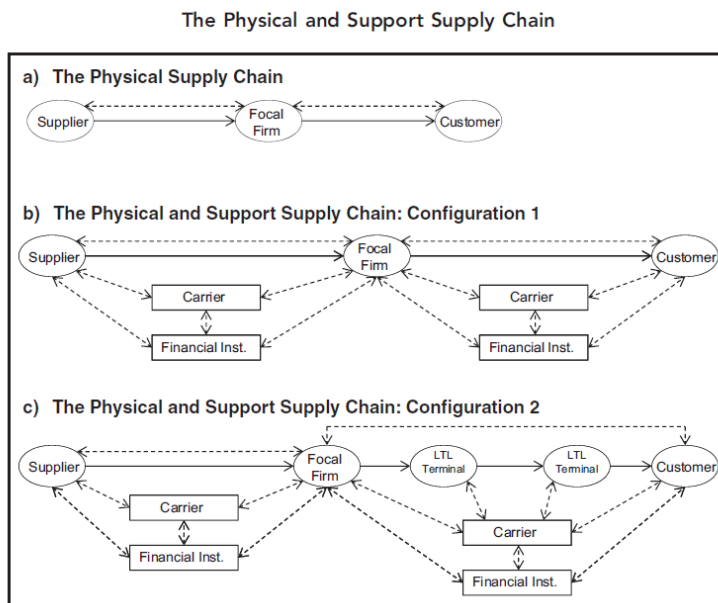 The Physical and Support Supply Chain
a) The Physical Supply Chain
Supplier
Focal
Firm
Customer
b) The Physical and Support Supply Chain: Configuration 1
Supplier
Focal
Firm
Customer
Carrier
Carrier
Financial Inst.
Financial Inst.
c) The Physical and Support Supply Chain: Configuration 2
Supplier
Focal
Firm
LTL
Terminal
LTL
Terminal
Customer
Carrier
Carrier
Financial Inst.
Financial Inst.